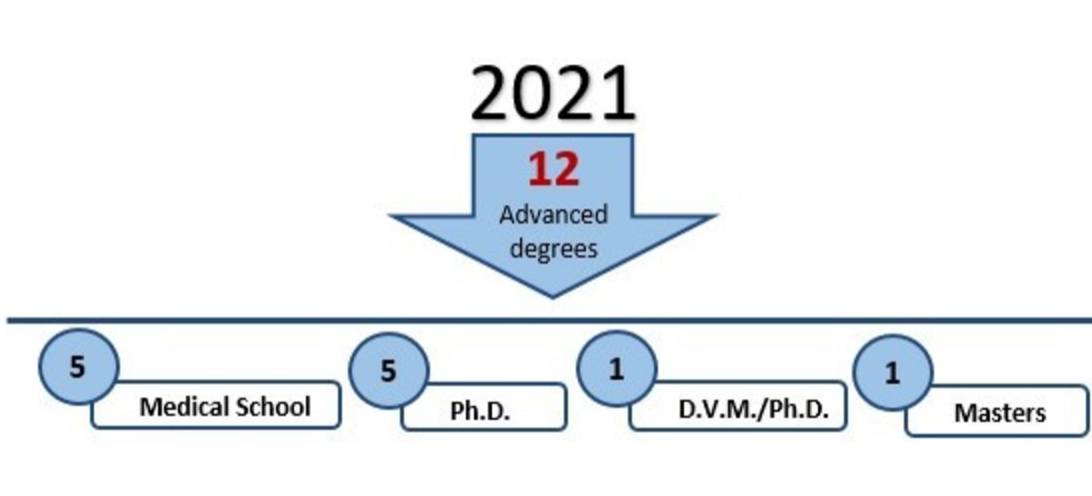 2021
12
Advanced
degrees
5
Medical School
5
Ph.D.
1
D.V.M./Ph.D.
1
Masters